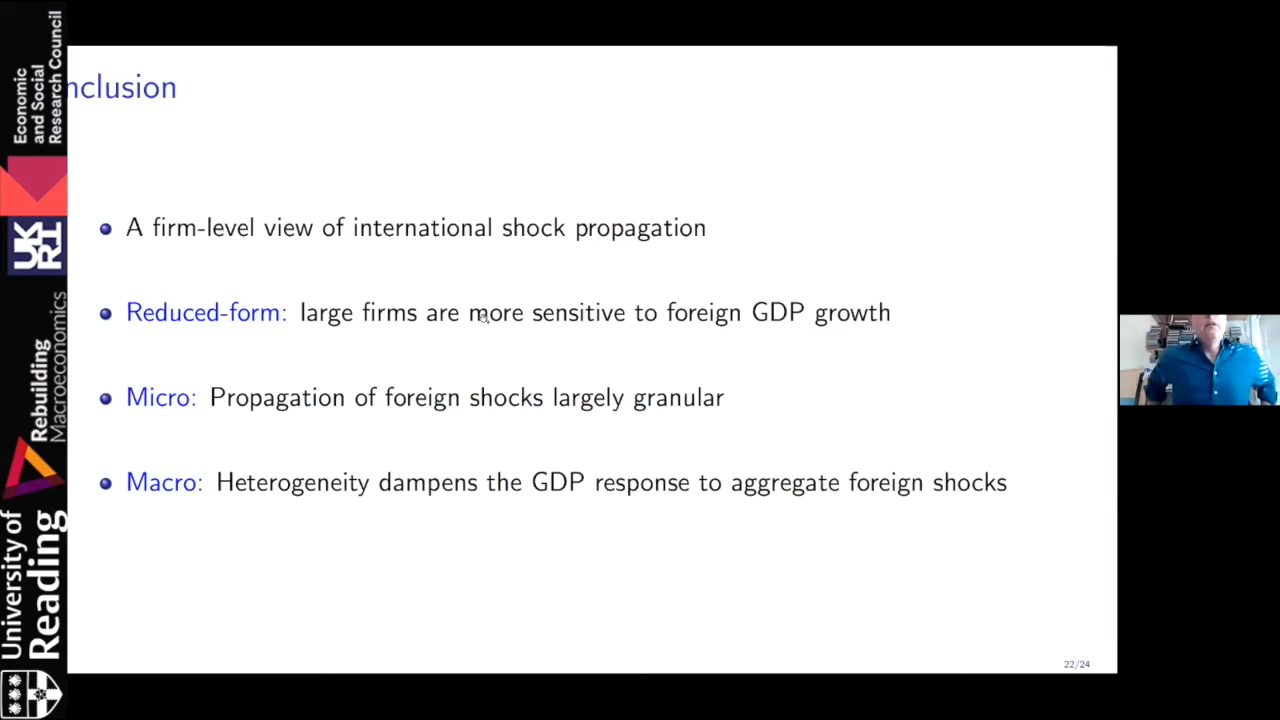 nclusion
A firm-level view of international shock propagation
Reduced-form: large firms are more sensitive to foreign GDP growth
Micro: Propagation of foreign shocks largely granular
Macro: Heterogeneity dampens the GDP response to aggregate foreign shocks
22/24
Economic
and Social
Research Council
UK
RI
Rebuilding
Macroeconomics
University of
Reading